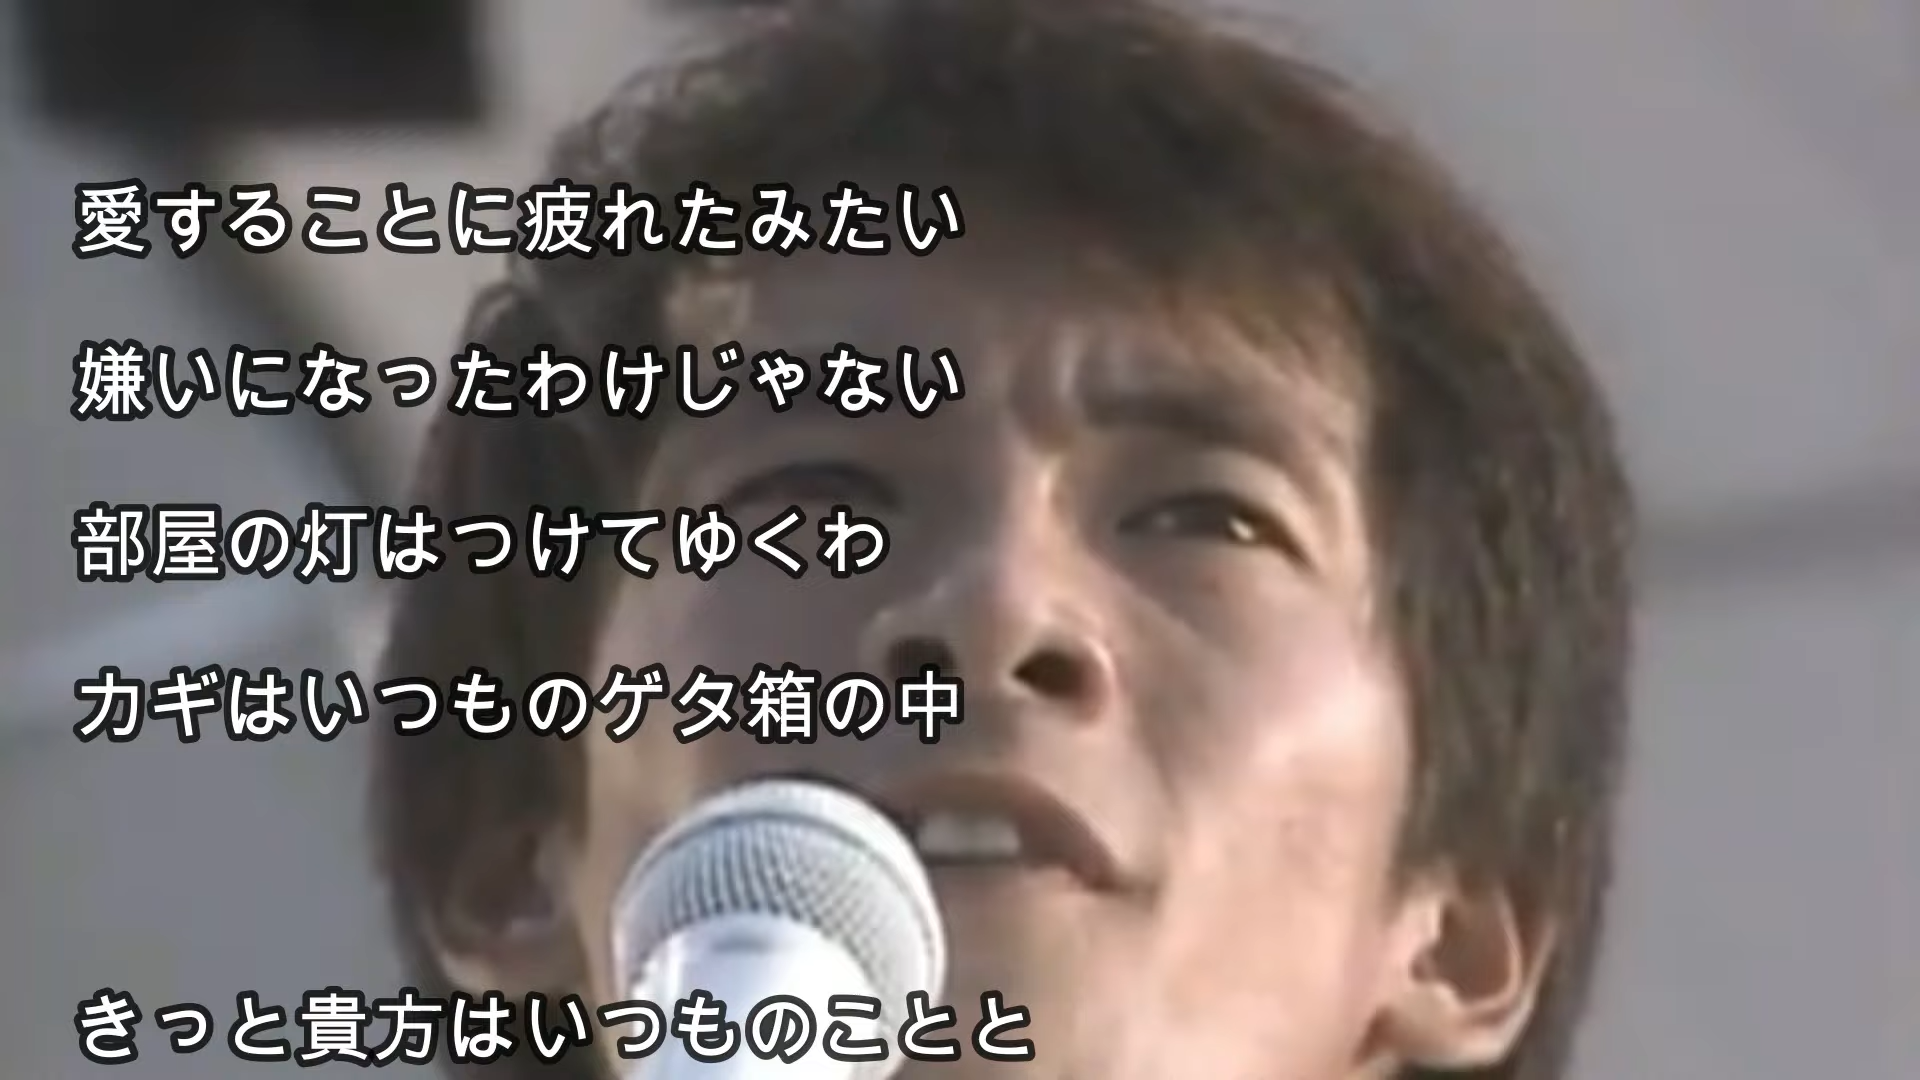 愛することに疲れたみたい
嫌いになったわけじゃない
部屋の灯はつけてゆくわ
カギはいつものゲタ箱の中
きっと貴方はいつものことと